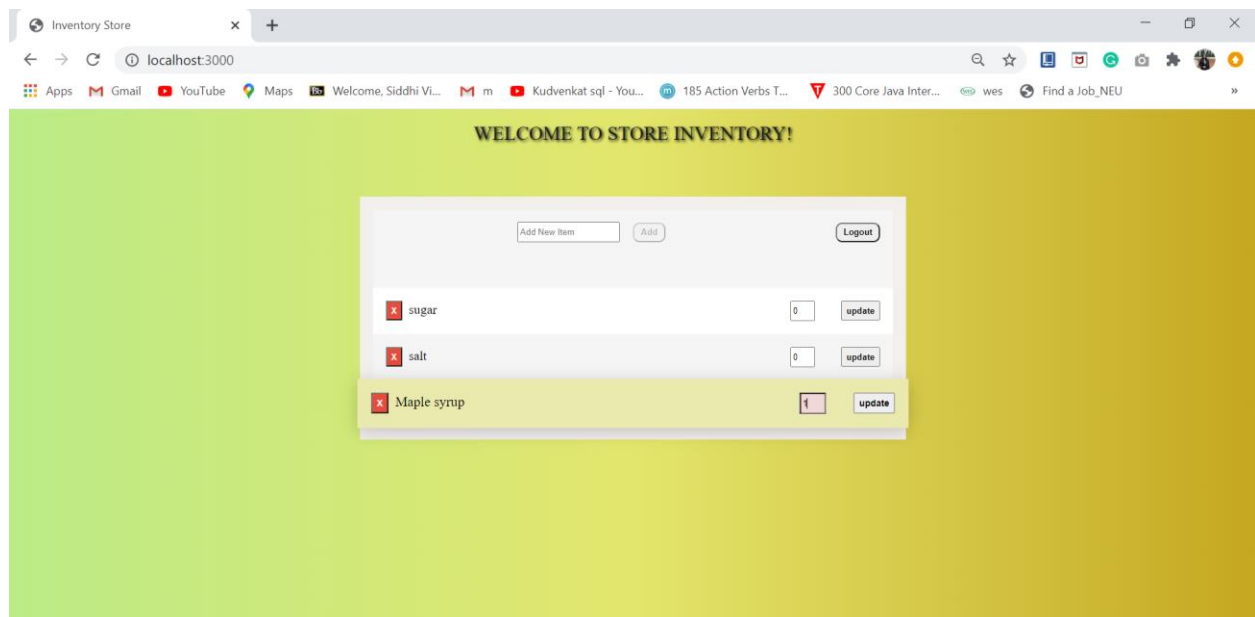 Inventory Store
localhost:3000
Apps Gmail YouTube Maps Welcome, Siddhi Vi... m Kudvenkat sql - You... 185 Action Verbs T... 300 Core Java Inter... wes Find a Job_NEU »
WELCOME TO STORE INVENTORY!
Add New Item Add Logout
x sugar 0 update
x salt 0 update
x Maple syrup 1 update